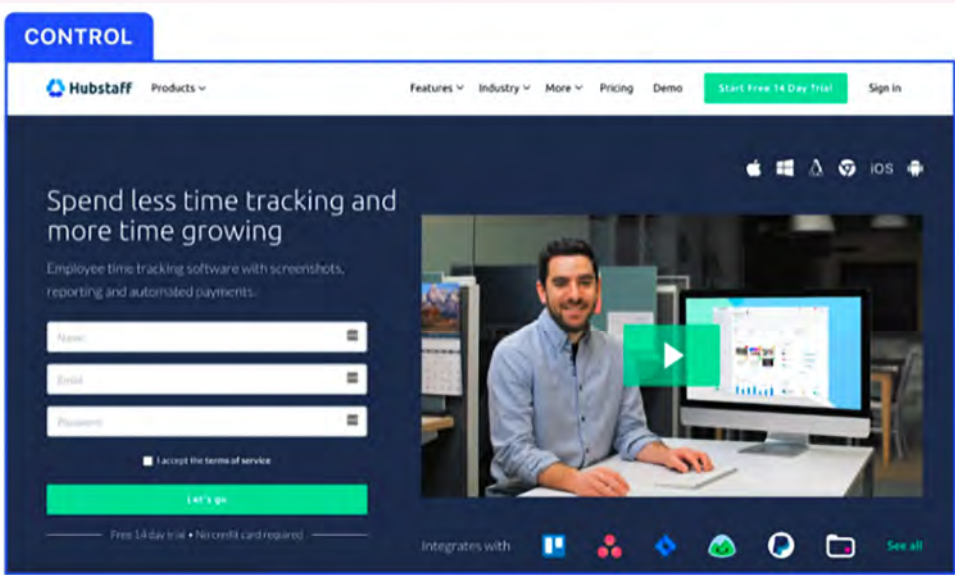 CONTROL
Hubstaff Products Features Industry More Pricing Demo Start Free 14 Day Trial Sign in
iOS
Spend less time tracking and
more time growing
Employee time tracking software with screenshots,
reporting and automated payments.
Name
Email
Password
I accept the terms of service
Let's go
Free 14 day trial • No credit card required
Integrates with See all